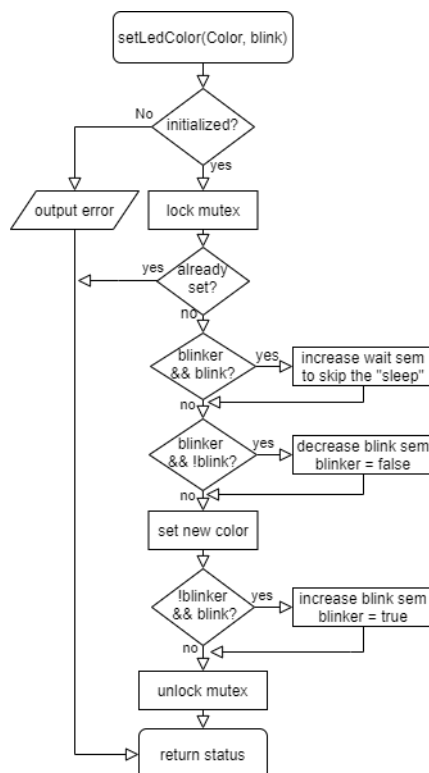 setLedColor(Color, blink)
No
initialized?
yes
output error
lock mutex
yes
already
set?
no
blinker
&& blink?
yes
increase wait sem
to skip the "sleep"
no
blinker
&& !blink?
yes
decrease blink sem
blinker = false
no
set new color
!blinker
&& blink?
yes
increase blink sem
blinker = true
no
unlock mutex
return status